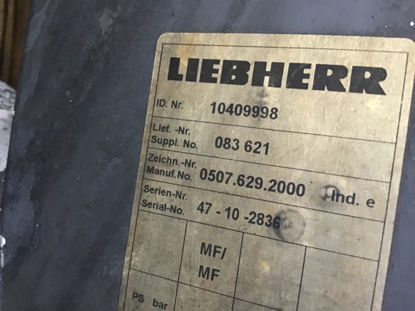 LIEBHERR
ID. Nr. 10409998
Lief. -Nr.
Suppl. No. 083 621
Zeichn.-Nr.
Manuf.No. 0507.629.2000 Ind. e
Serien-Nr.
Serial-No. 47 - 10 -2836
MF/
MF
PS bar